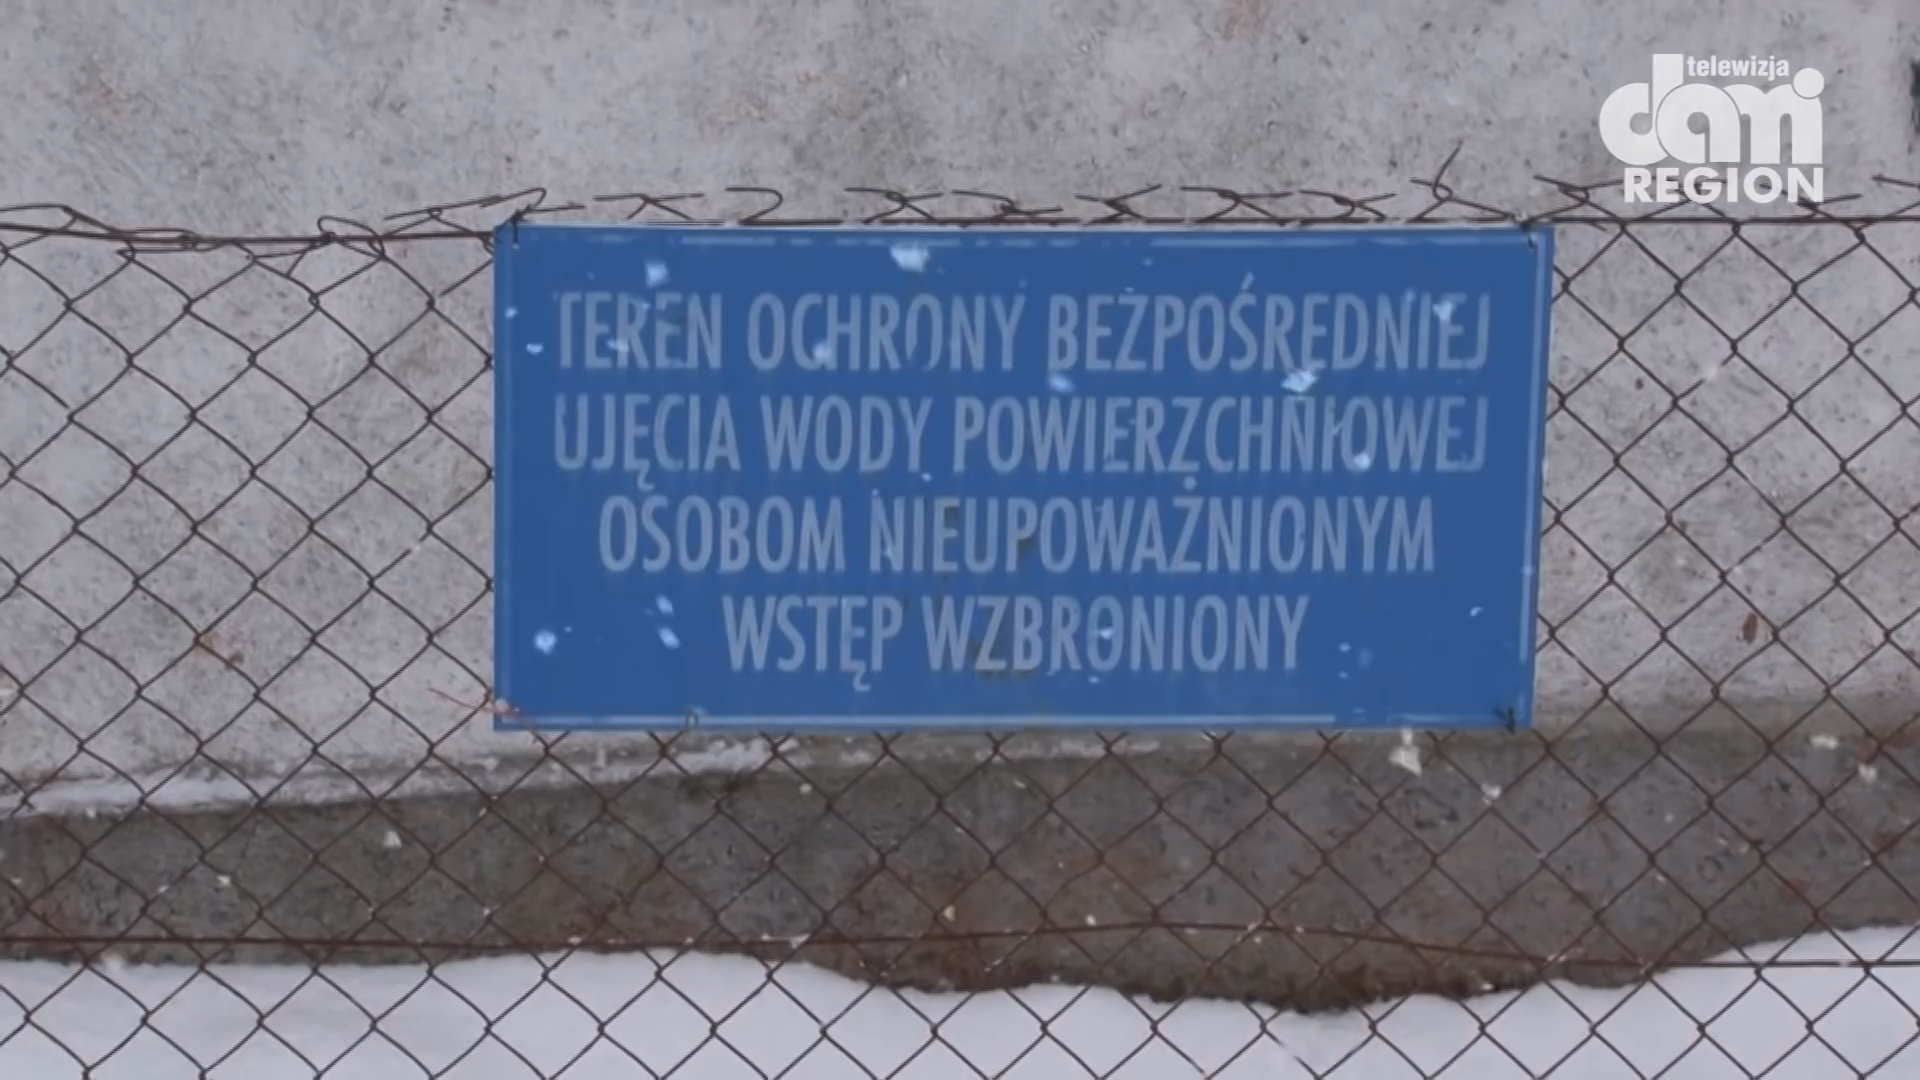 telewizja
dami
REGION
TEREN OCHRONY BEZPOŚREDNIEJ
UJĘCIA WODY POWIERZCHNIOWEJ
OSOBOM NIEUPOWAŻNIONYM
WSTĘP WZBRONIONY